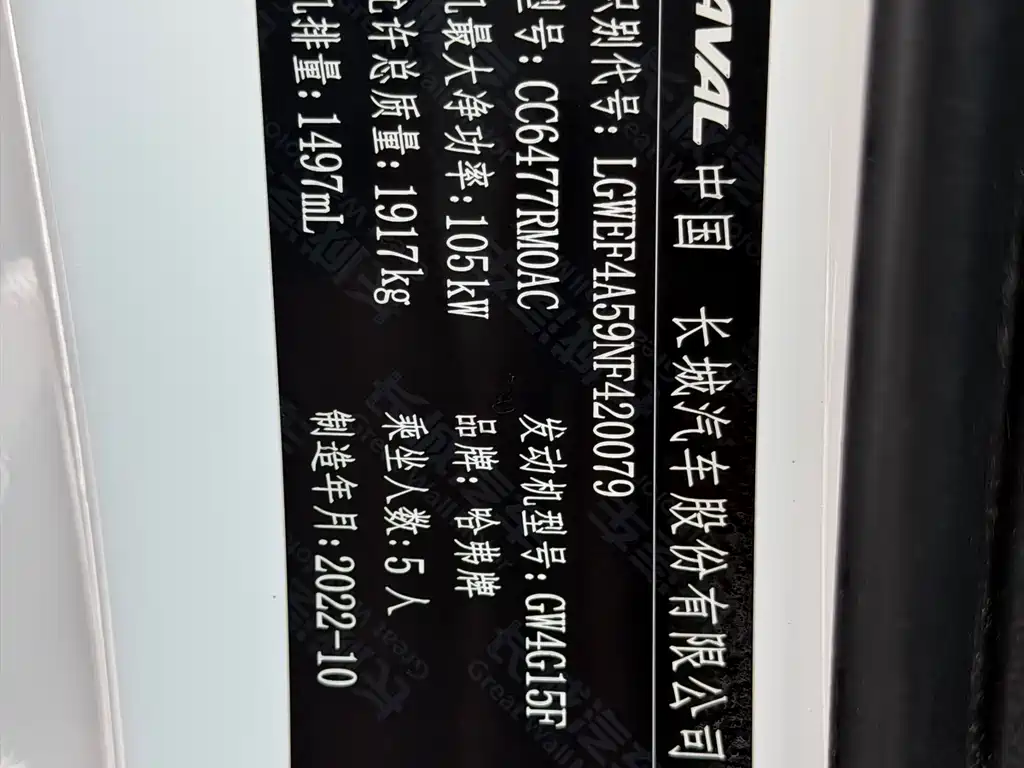 AVAL 中国 长城汽车股份有限公司
识别代号: LGWEF4A59NF420079
型号: CC6477RM0AC 发动机型号: GW4G15F
机最大净功率: 105kW 品牌: 哈弗牌
允许总质量: 1917kg 乘坐人数: 5人
机排量: 1497mL 制造年月: 2022-10